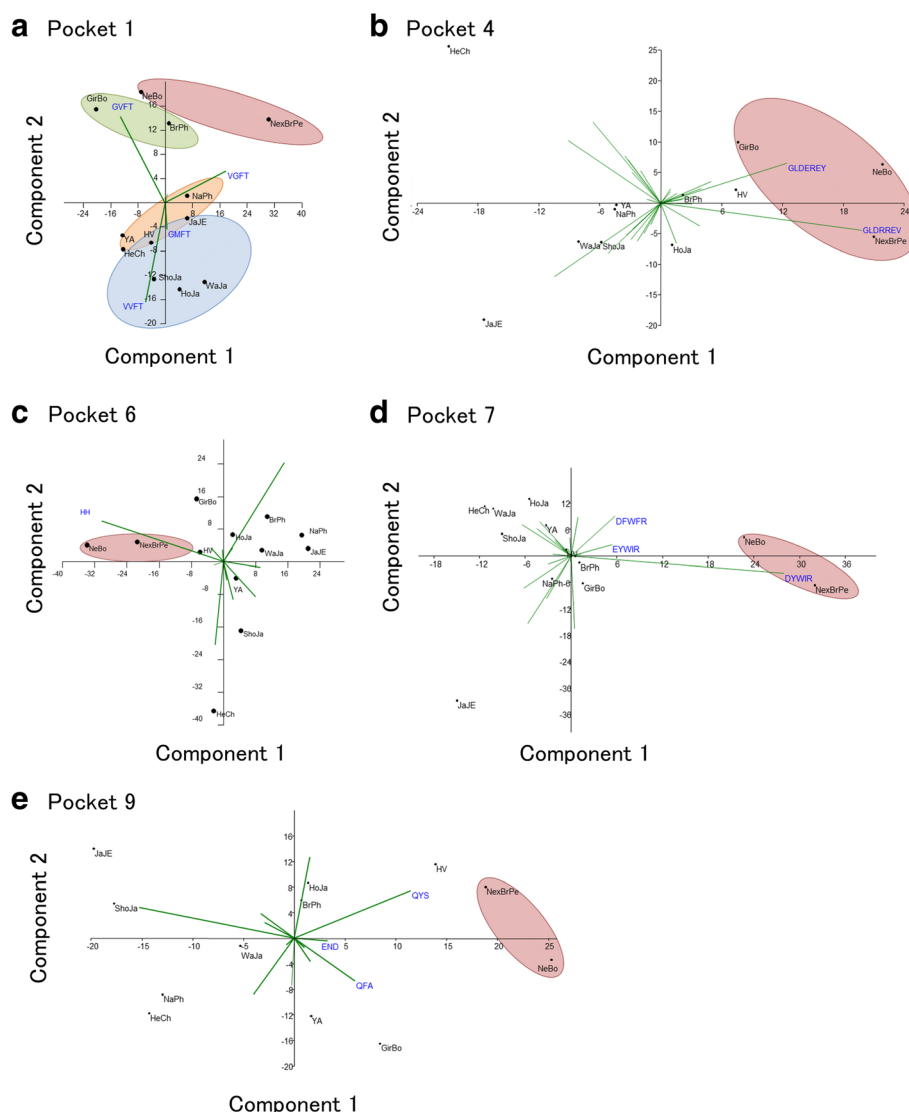 a Pocket 1
Component 2
GirBo
GVFT
NeBo
BrPh
NexBrPe
16
12
4
VGFT
NaPh
-24
-16
-8
8
16
24
32
40
JaJE
-4
HV
GMFT
YA
HeCh
-8
ShoJa
-12
WaJa
HoJa
VVFT
-16
-20
Component 1
b Pocket 4
Component 2
HeCh
25
20
15
10
5
GirBo
GLDEREY
NeBo
BrPh
HV
-24
-18
-12
-6
YA
NaPh
6
12
18
24
GLDRREV
NexBrPe
WaJa
ShoJa
-5
HoJa
-10
-15
JaJE
-20
Component 1
c Pocket 6
Component 2
24
16
GirBo
HH
8
BrPh
HoJa
NaPh
NeBo
NexBrPe
HV
WaJa
JaJE
-40
-32
-24
-16
-8
8
16
24
YA
-8
-16
ShoJa
-24
-32
HeCh
-40
Component 1
d Pocket 7
Component 2
12
HoJa
HeCh
WaJa
YA
DFWFR
ShoJa
6
EYWIR
NeBo
HV
-24
-18
-12
-6
BrPh
6
12
18
24
30
36
DYWIR
NaPh
-6
GirBo
NexBrPe
-12
-18
-24
-30
JaJE
-36
Component 1
e Pocket 9
Component 2
JaJE
16
12
HV
HoJa
8
NexBrPe
ShoJa
BrPh
QYS
4
-20
-15
-10
-5
END
5
10
15
20
25
WaJa
-4
NeBo
QFA
NaPh
-8
HeCh
-12
YA
-16
GirBo
-20
Component 1